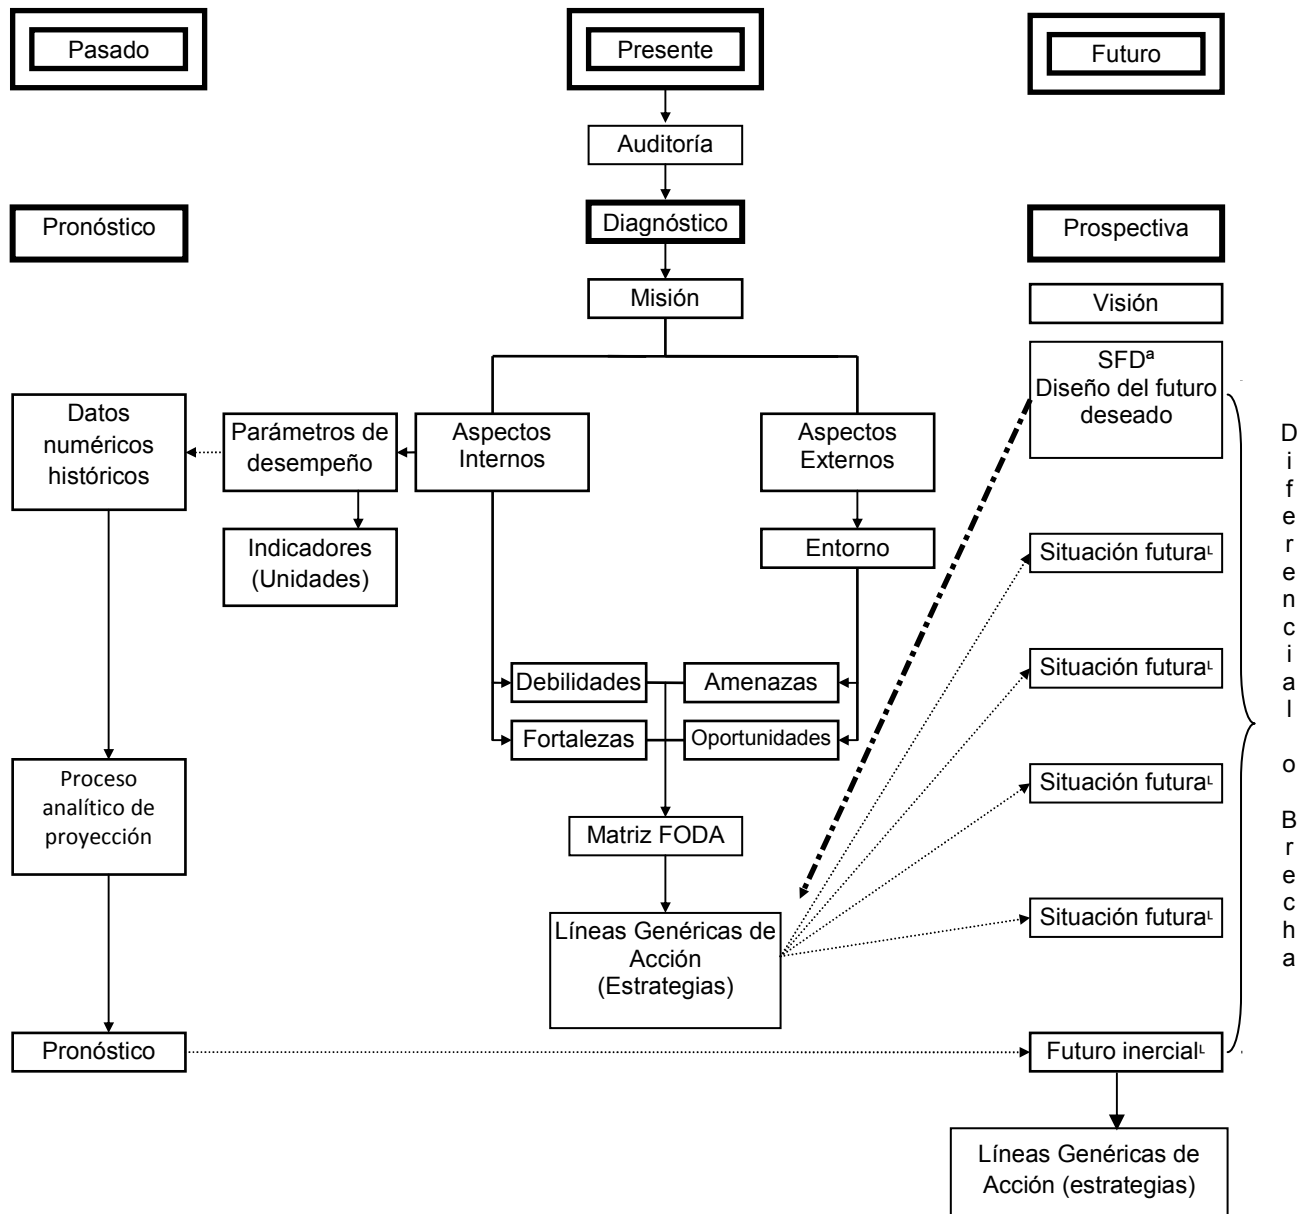 Pasado
Presente
Futuro
Auditoría
Pronóstico
Diagnóstico
Prospectiva
Misión
Visión
SFDª
Diseño del futuro
deseado
Datos
numéricos
históricos
Parámetros de
desempeño
Aspectos
Internos
Aspectos
Externos
Indicadores
(Unidades)
Entorno
Situación futuraᴸ
Debilidades
Amenazas
Situación futuraᴸ
Fortalezas
Oportunidades
Proceso
analítico de
proyección
Situación futuraᴸ
Matriz FODA
Líneas Genéricas de
Acción
(Estrategias)
Situación futuraᴸ
Pronóstico
Futuro inercialᴸ
Líneas Genéricas de
Acción (estrategias)
Diferencial o Brecha